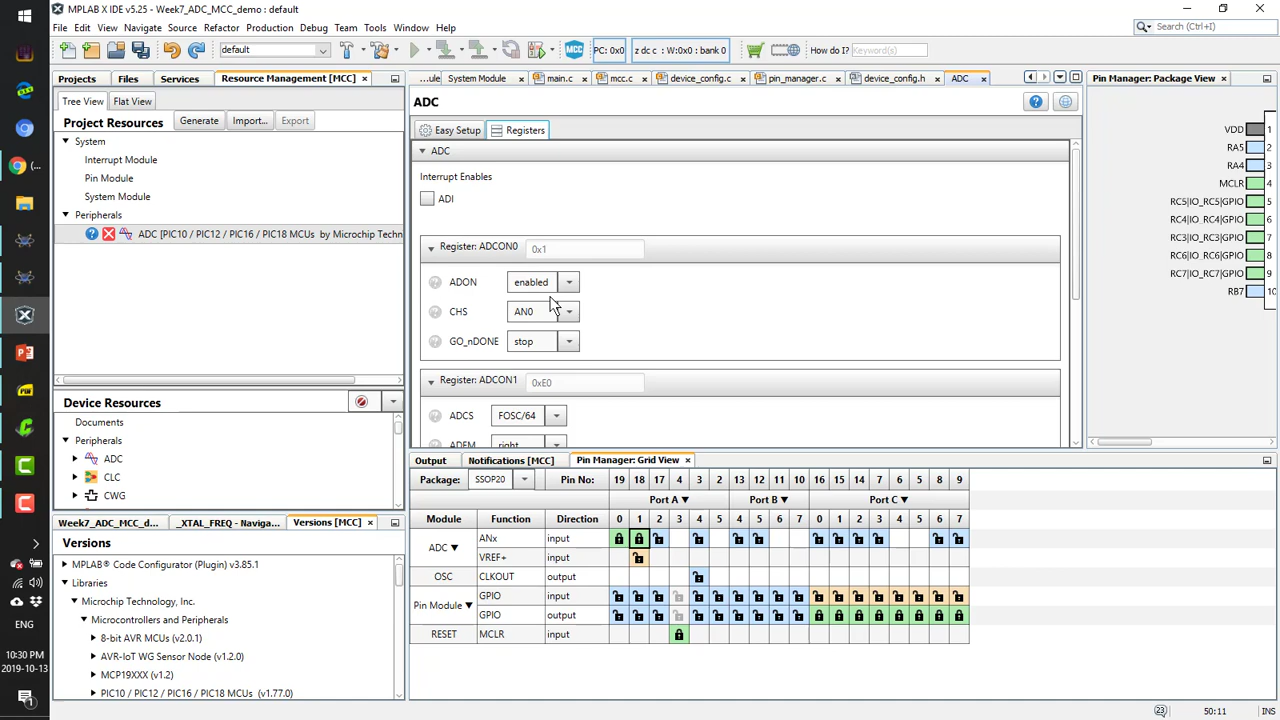 MPLAB X IDE v5.25 - Week7_ADC_MCC_demo : default
File Edit View Navigate Source Refactor Production Debug Team Tools Window Help
Search (Ctrl+I)
default
MCC PC: 0x0 z dc c : W:0x0 : bank 0 How do I? Keyword(s)
Projects Files Services Resource Management [MCC]
...ule System Module main.c mcc.c device_config.c pin_manager.c device_config.h ADC
Pin Manager: Package View
Tree View Flat View
Project Resources Generate Import... Export
System
Interrupt Module
Pin Module
System Module
Peripherals
ADC [PIC10 / PIC12 / PIC16 / PIC18 MCUs by Microchip Techn
ADC
Easy Setup Registers
ADC
Interrupt Enables
ADI
Register: ADCON0 0x1
ADON enabled
CHS AN0
GO_nDONE stop
Register: ADCON1 0xE0
ADCS FOSC/64
ADFM right
VDD 1
RA5 2
RA4 3
MCLR 4
RC5|IO_RC5|GPIO 5
RC4|IO_RC4|GPIO 6
RC3|IO_RC3|GPIO 7
RC6|IO_RC6|GPIO 8
RC7|IO_RC7|GPIO 9
RB7 10
Device Resources
Documents
Peripherals
ADC
CLC
CWG
Week7_ADC_MCC_d... _XTAL_FREQ - Naviga... Versions [MCC]
Versions
MPLAB® Code Configurator (Plugin) v3.85.1
Libraries
Microchip Technology, Inc.
Microcontrollers and Peripherals
8-bit AVR MCUs (v2.0.1)
AVR-IoT WG Sensor Node (v1.2.0)
MCP19XXX (v1.2)
PIC10 / PIC12 / PIC16 / PIC18 MCUs (v1.77.0)
Output Notifications [MCC] Pin Manager: Grid View
Package: SSOP20 Pin No: 19 18 17 4 3 2 13 12 11 10 16 15 14 7 6 5 8 9
Port A ▼ Port B ▼ Port C ▼
Module Function Direction 0 1 2 3 4 5 4 5 6 7 0 1 2 3 4 5 6 7
ADC ▼ ANx input
VREF+ input
OSC CLKOUT output
Pin Module ▼ GPIO input
GPIO output
RESET MCLR input
ENG
10:30 PM
2019-10-13
23 50:11 INS